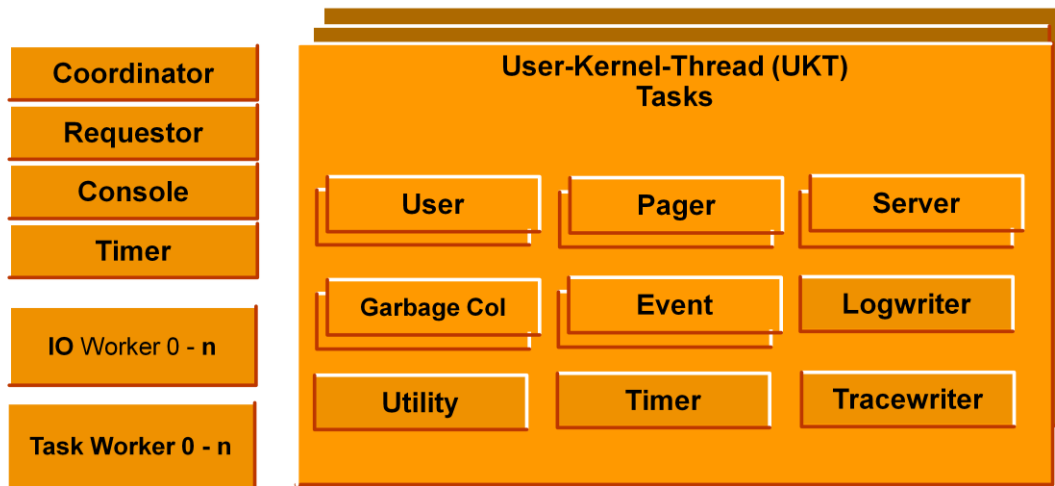 Coordinator
Requestor
Console
Timer
IO Worker 0 - n
Task Worker 0 - n
User-Kernel-Thread (UKT)
Tasks
User
Pager
Server
Garbage Col
Event
Logwriter
Utility
Timer
Tracewriter